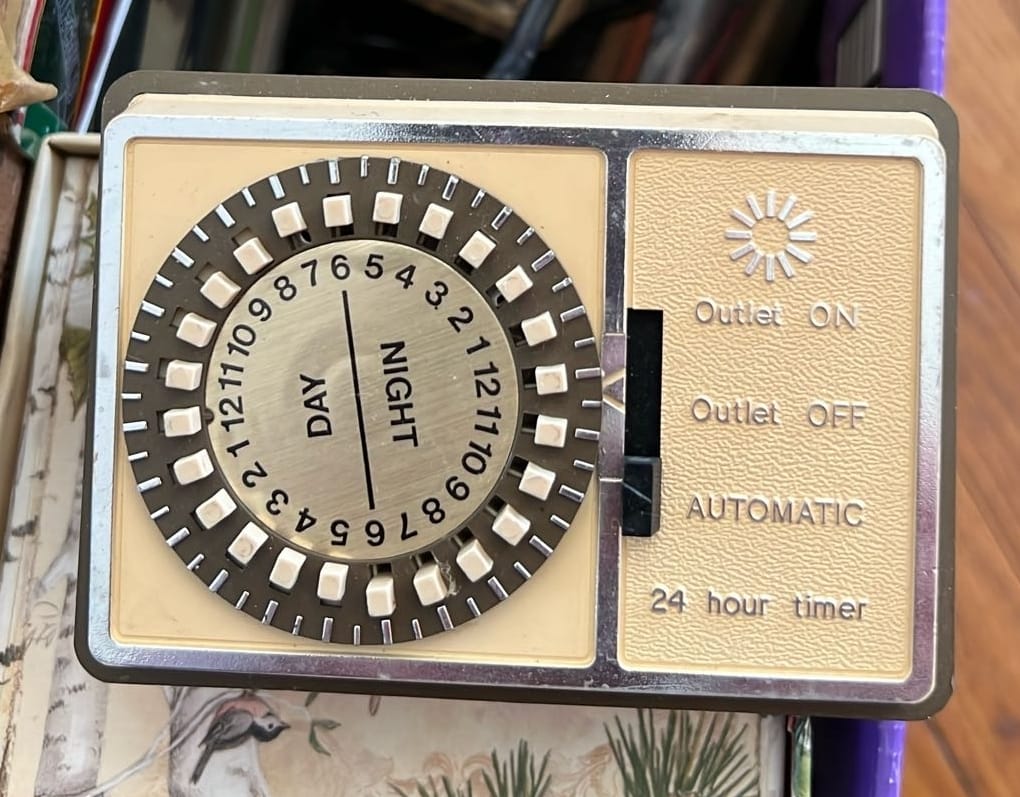 6 5 4 3 2 1 12 11 10 9 8 7 6 5 4 3 2 1 12 11 10 9 8 7
DAY
NIGHT
Outlet ON
Outlet OFF
AUTOMATIC
24 hour timer